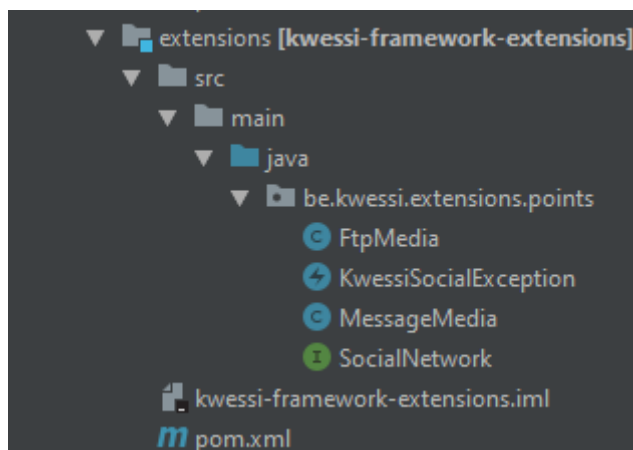 extensions [kwessi-framework-extensions]
src
main
java
be.kwessi.extensions.points
C FtpMedia
KwessiSocialException
C MessageMedia
I SocialNetwork
kwessi-framework-extensions.iml
m pom.xml